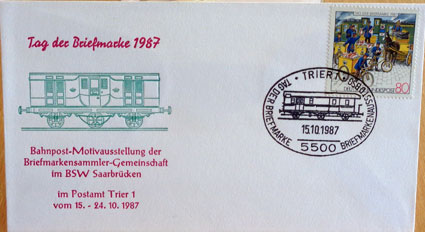 Tag der Briefmarke 1987
Bahnpost-Motivausstellung der
Briefmarkensammler-Gemeinschaft
im BSW Saarbrücken
im Postamt Trier 1
vom 15. - 24. 10. 1987
TRIER
TAG DER BRIEFMARKE
BRIEFMARKENAUSSTELLUNG
15.10.1987
5500
80